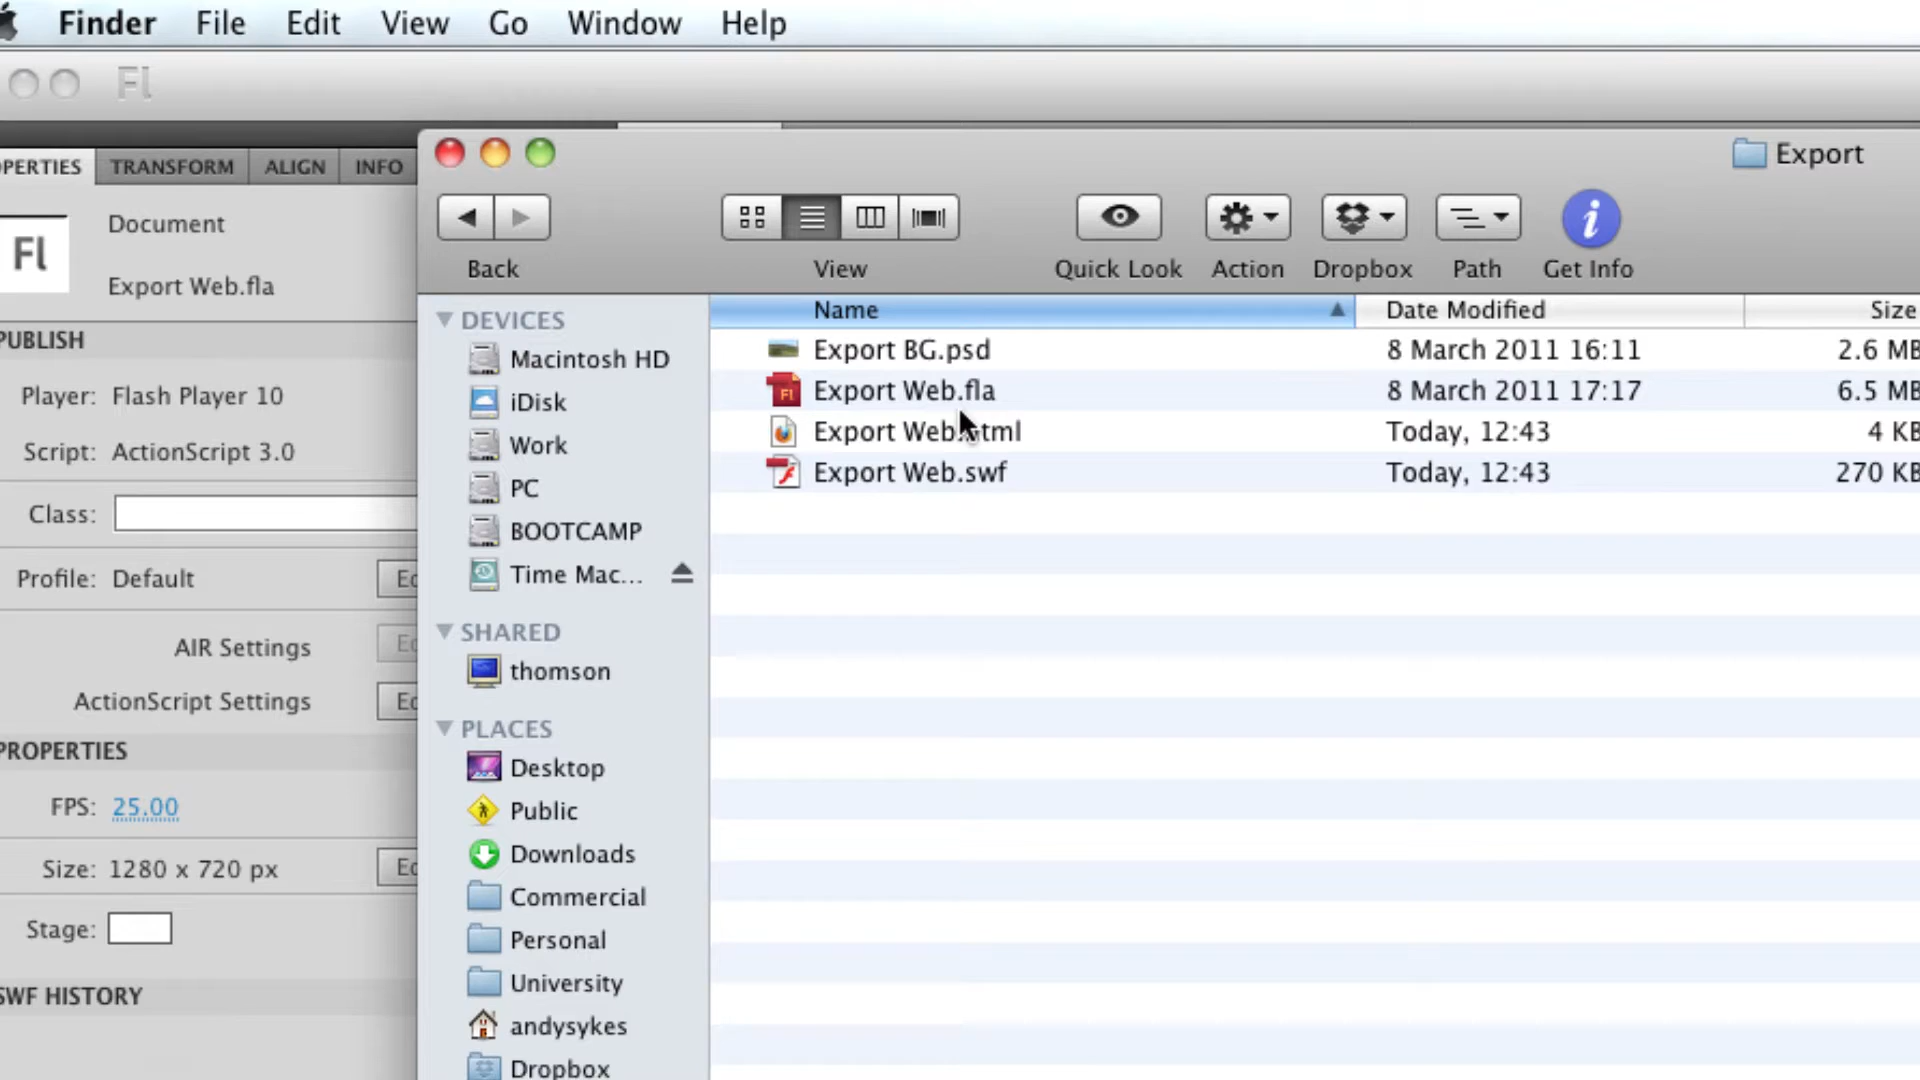 Finder File Edit View Go Window Help
Fl
PERTIES TRANSFORM ALIGN INFO
Fl
Document
Export Web.fla
PUBLISH
Player: Flash Player 10
Script: ActionScript 3.0
Class:
Profile: Default
AIR Settings
ActionScript Settings
PROPERTIES
FPS: 25.00
Size: 1280 x 720 px
Stage:
SWF HISTORY
Export
Back View Quick Look Action Dropbox Path Get Info
DEVICES
Macintosh HD
iDisk
Work
PC
BOOTCAMP
Time Mac...
SHARED
thomson
PLACES
Desktop
Public
Downloads
Commercial
Personal
University
andysykes
Dropbox
Name Date Modified Size
Export BG.psd 8 March 2011 16:11 2.6 MB
Export Web.fla 8 March 2011 17:17 6.5 MB
Export Web.html Today, 12:43 4 KB
Export Web.swf Today, 12:43 270 KB